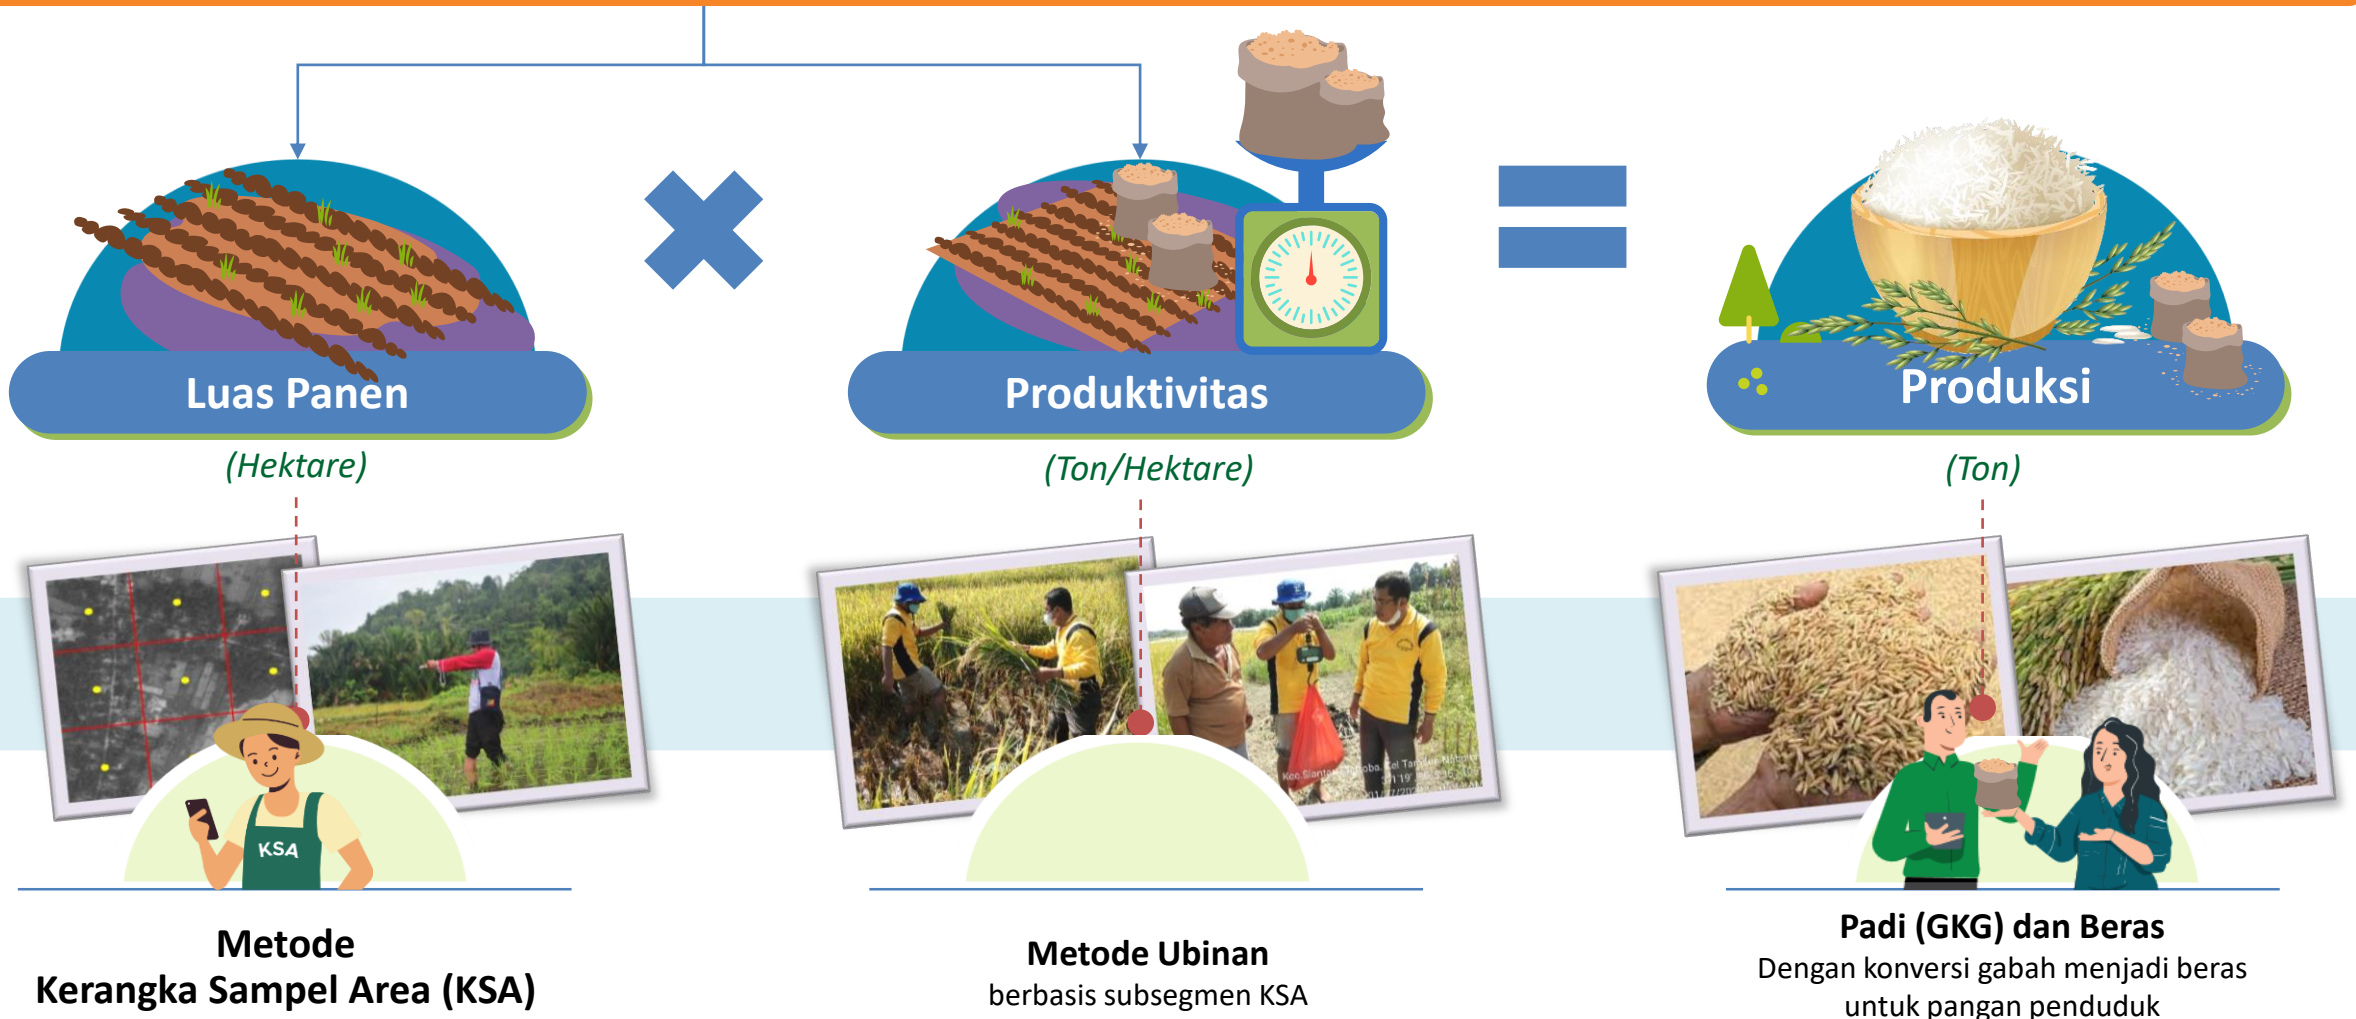 Luas Panen
Produktivitas
Produksi
(Hektare)
(Ton/Hektare)
(Ton)
KSA
Metode
Kerangka Sampel Area (KSA)
Metode Ubinan
berbasis subsegmen KSA
Padi (GKG) dan Beras
Dengan konversi gabah menjadi beras
untuk pangan penduduk